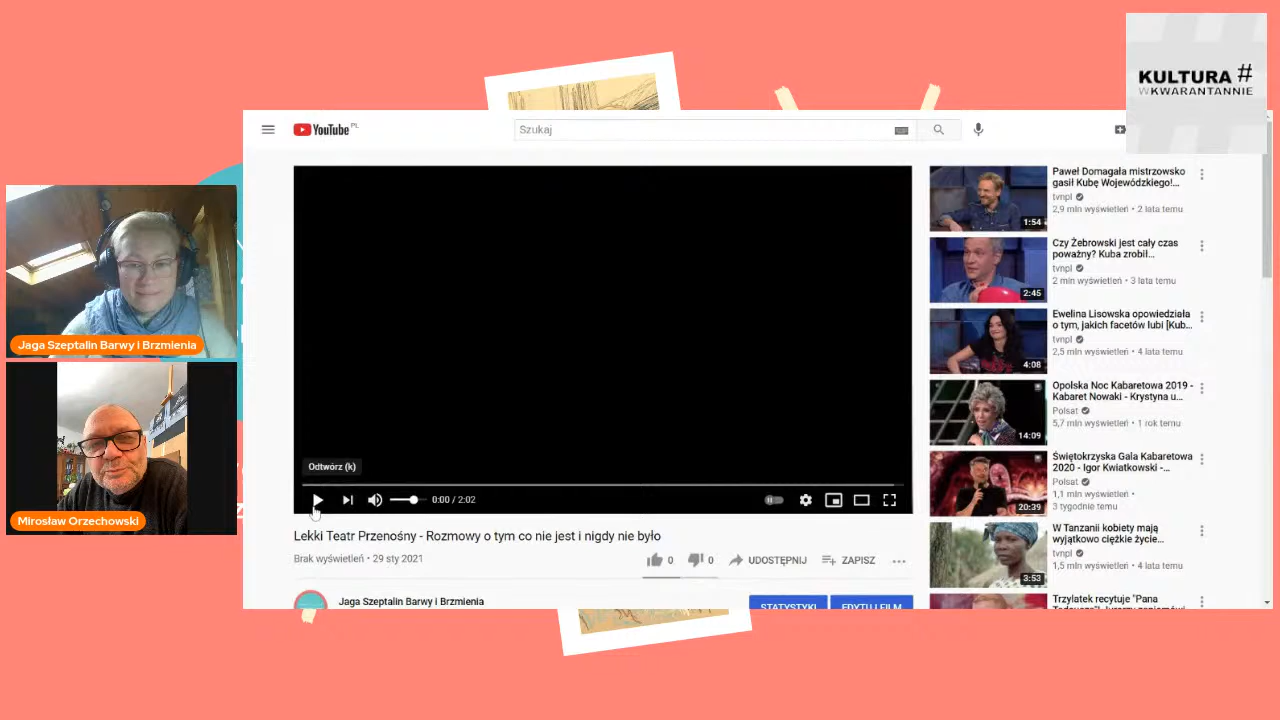 KULTURA #
WKWARANTANNIE
YouTube PL
Szukaj
Jaga Szeptalin Barwy i Brzmienia
Mirosław Orzechowski
Odtwórz (k)
0:00 / 2:02
Lekki Teatr Przenośny - Rozmowy o tym co nie jest i nigdy nie było
Brak wyświetleń • 29 sty 2021
0
0
UDOSTĘPNIJ
ZAPISZ
Jaga Szeptalin Barwy i Brzmienia
STATYSTYKI
EDYTUJ FILM
1:54
Paweł Domagała mistrzowsko
gasił Kubę Wojewódzkiego!...
tvnpl
2,9 mln wyświetleń • 2 lata temu
2:45
Czy Żebrowski jest cały czas
poważny? Kuba zrobił...
tvnpl
2 mln wyświetleń • 3 lata temu
4:08
Ewelina Lisowska opowiedziała
o tym, jakich facetów lubi [Kub...
tvnpl
2,5 mln wyświetleń • 4 lata temu
14:09
Opolska Noc Kabaretowa 2019 -
Kabaret Nowaki - Krystyna u...
Polsat
5,7 mln wyświetleń • 1 rok temu
20:39
Świętokrzyska Gala Kabaretowa
2020 - Igor Kwiatkowski -...
Polsat
1,1 mln wyświetleń •
3 tygodnie temu
3:53
W Tanzanii kobiety mają
wyjątkowo ciężkie życie...
tvnpl
1,5 mln wyświetleń • 4 lata temu
Trzylatek recytuje "Pana